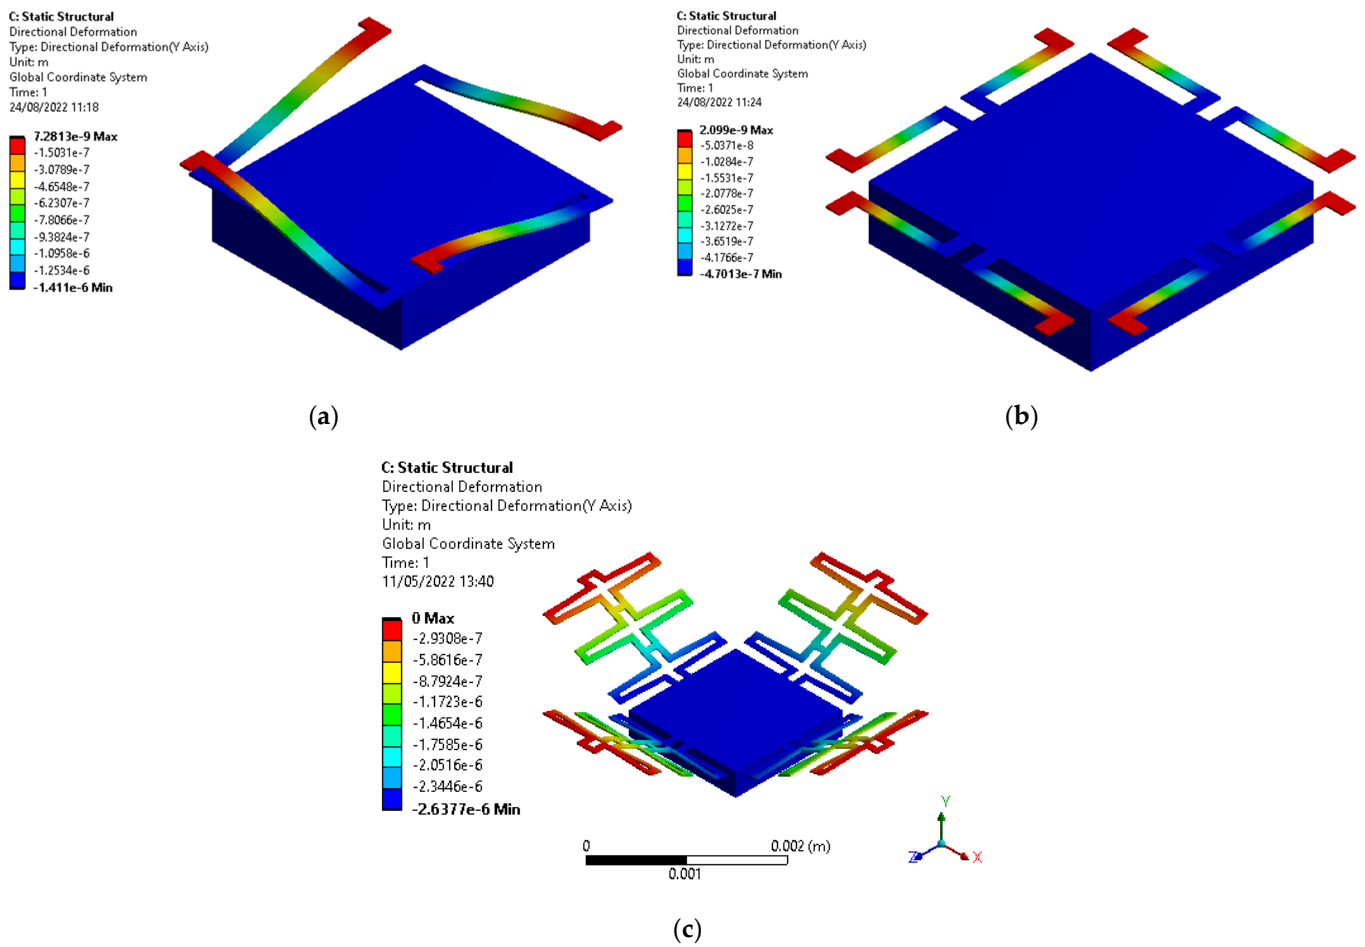 C: Static Structural
Directional Deformation
Type: Directional Deformation(Y Axis)
Unit: m
Global Coordinate System
Time: 1
24/08/2022 11:18
7.2813e-9 Max
-1.5031e-7
-3.0789e-7
-4.6548e-7
-6.2307e-7
-7.8066e-7
-9.3824e-7
-1.0958e-6
-1.2534e-6
-1.411e-6 Min
(a)
C: Static Structural
Directional Deformation
Type: Directional Deformation(Y Axis)
Unit: m
Global Coordinate System
Time: 1
24/08/2022 11:24
2.099e-9 Max
-5.0371e-8
-1.0284e-7
-1.5531e-7
-2.0778e-7
-2.6025e-7
-3.1272e-7
-3.6519e-7
-4.1766e-7
-4.7013e-7 Min
(b)
C: Static Structural
Directional Deformation
Type: Directional Deformation(Y Axis)
Unit: m
Global Coordinate System
Time: 1
11/05/2022 13:40
0 Max
-2.9308e-7
-5.8616e-7
-8.7924e-7
-1.1723e-6
-1.4654e-6
-1.7585e-6
-2.0516e-6
-2.3446e-6
-2.6377e-6 Min
0
0.002 (m)
0.001
Y
Z
X
(c)